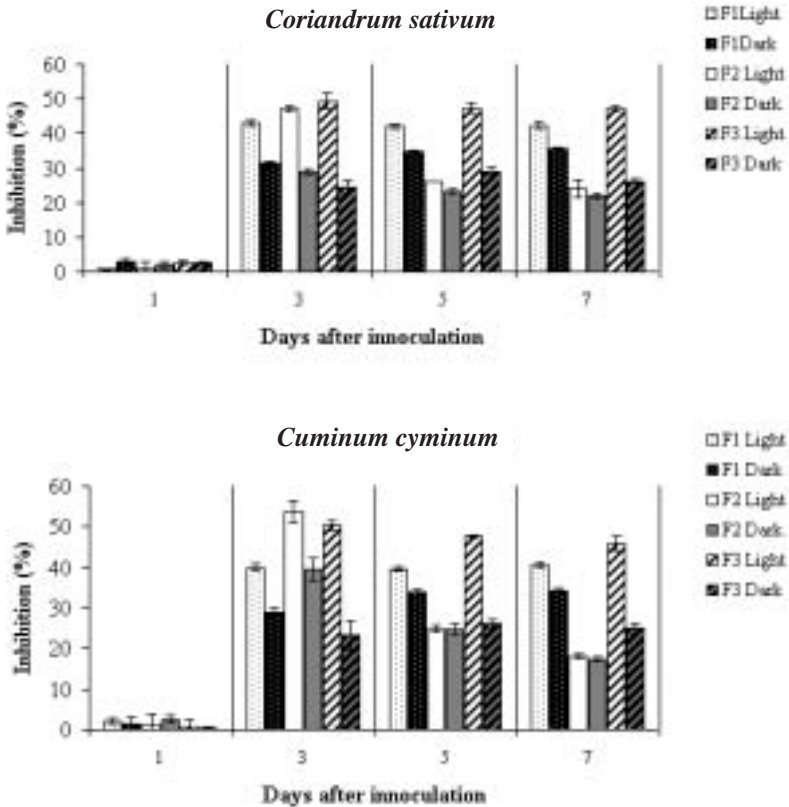 Coriandrum sativum
F1Light
F1Dark
F2 Light
F2 Dark
F3 Light
F3 Dark
Inhibition (%)
60
50
40
30
20
10
0
1 3 5 7
Days after innoculation
Cuminum cyminum
F1 Light
F1 Dark
F2 Light
F2 Dark
F3 Light
F3 Dark
Inhibition (%)
60
50
40
30
20
10
0
1 3 5 7
Days after innoculation